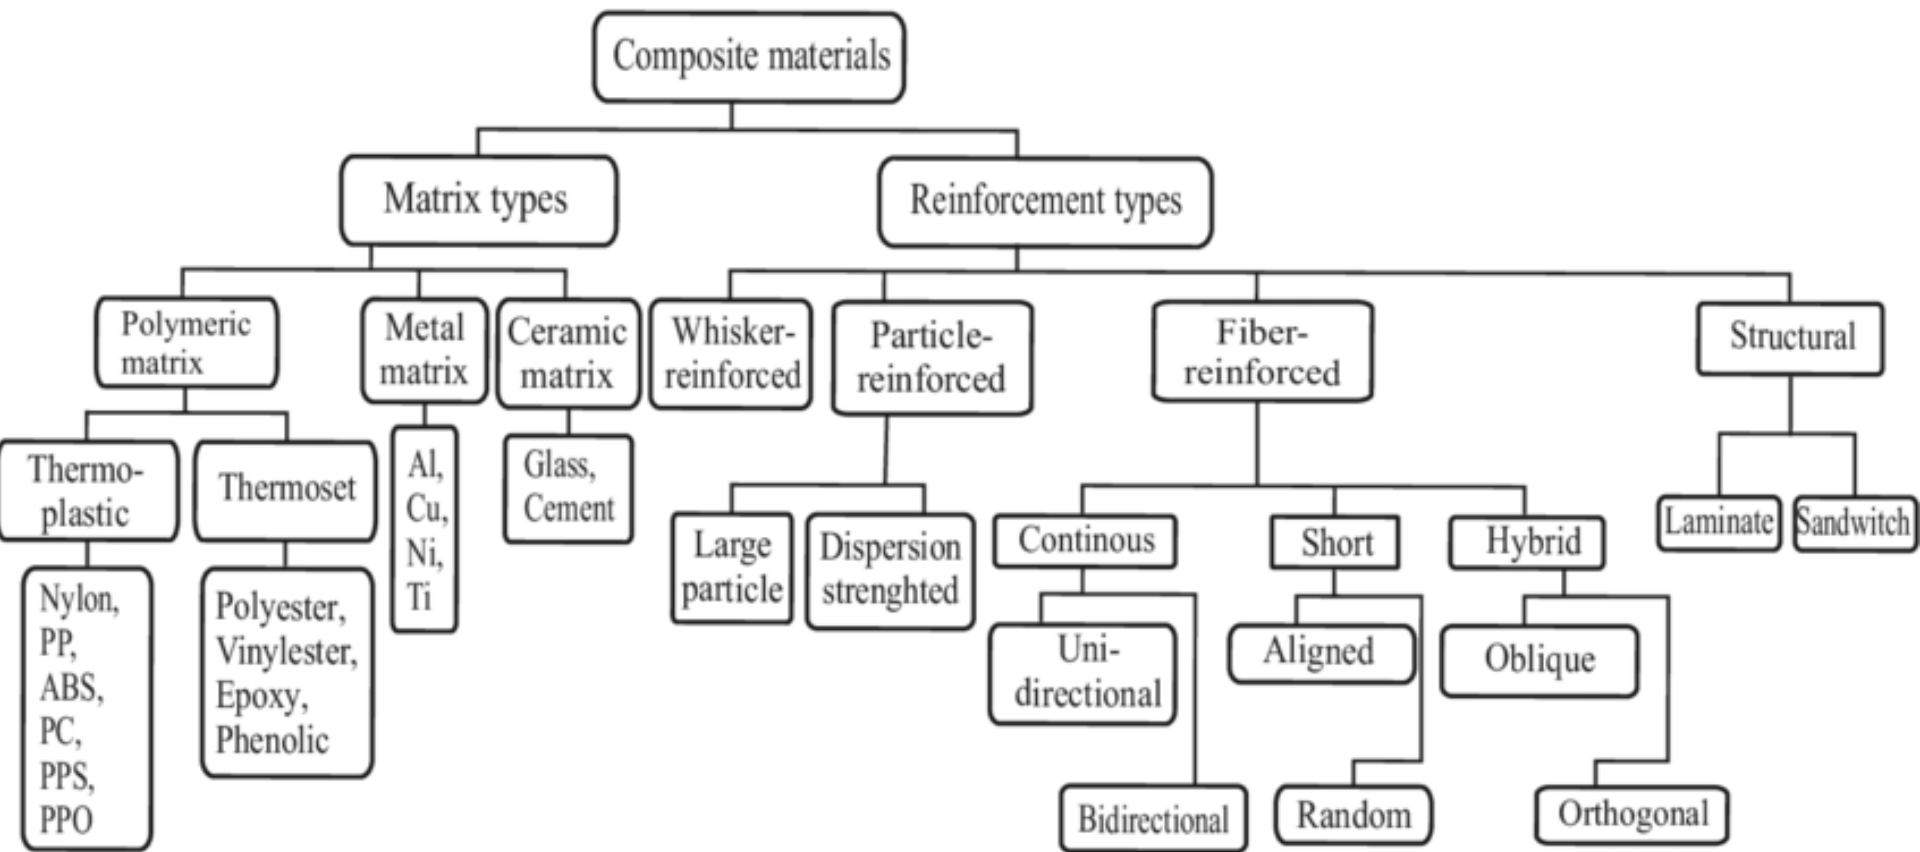 Composite materials
Matrix types
Reinforcement types
Polymeric
matrix
Metal
matrix
Ceramic
matrix
Whisker-
reinforced
Particle-
reinforced
Fiber-
reinforced
Structural
Thermo-
plastic
Thermoset
Al,
Cu,
Ni,
Ti
Glass,
Cement
Large
particle
Dispersion
strenghted
Continous
Short
Hybrid
Laminate
Sandwitch
Nylon,
PP,
ABS,
PC,
PPS,
PPO
Polyester,
Vinylester,
Epoxy,
Phenolic
Uni-
directional
Aligned
Oblique
Bidirectional
Random
Orthogonal